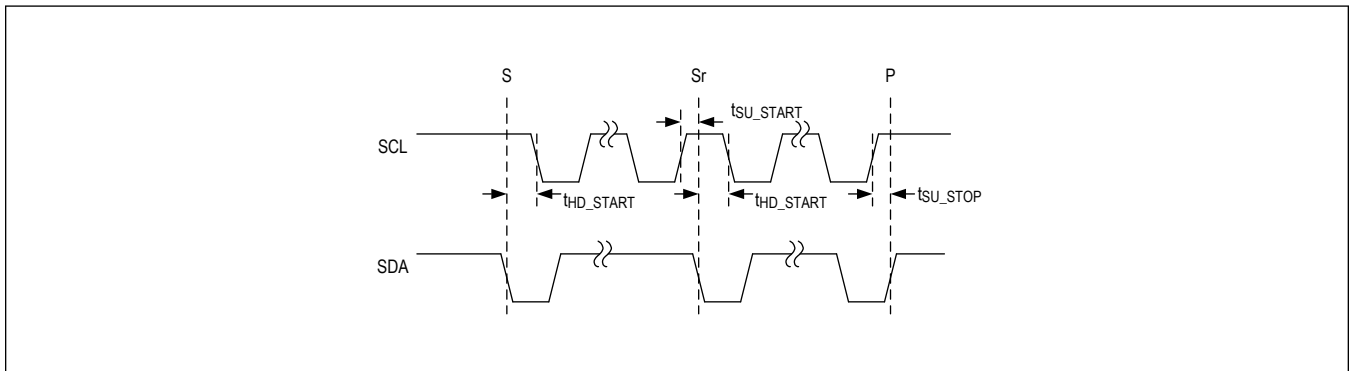 S Sr P
tSU_START
SCL
tHD_START tHD_START tSU_STOP
SDA